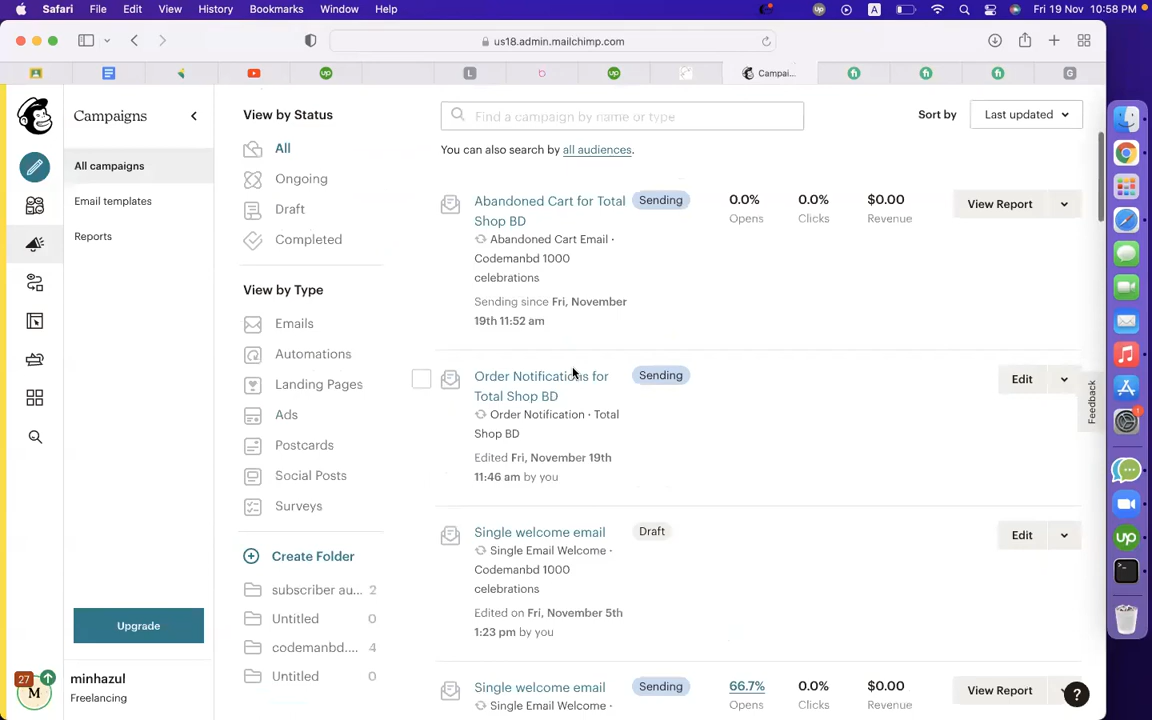 Safari File Edit View History Bookmarks Window Help
A
Fri 19 Nov 10:58 PM
us18.admin.mailchimp.com
up
L
b
up
Campai...
G
Campaigns
All campaigns
Email templates
Reports
Upgrade
27
M
minhazul
Freelancing
View by Status
All
Ongoing
Draft
Completed
View by Type
Emails
Automations
Landing Pages
Ads
Postcards
Social Posts
Surveys
Create Folder
subscriber au... 2
Untitled 0
codemanbd.... 4
Untitled 0
Find a campaign by name or type
Sort by Last updated
You can also search by all audiences.
Abandoned Cart for Total Shop BD
Sending
Abandoned Cart Email ·
Codemanbd 1000
celebrations
Sending since Fri, November
19th 11:52 am
0.0% 0.0% $0.00
Opens Clicks Revenue
View Report
Order Notifications for
Total Shop BD
Sending
Order Notification · Total
Shop BD
Edited Fri, November 19th
11:46 am by you
Edit
Single welcome email
Draft
Single Email Welcome ·
Codemanbd 1000
celebrations
Edited on Fri, November 5th
1:23 pm by you
Edit
Single welcome email
Sending
Single Email Welcome ·
66.7% 0.0% $0.00
Opens Clicks Revenue
View Report
Feedback
?
1
up